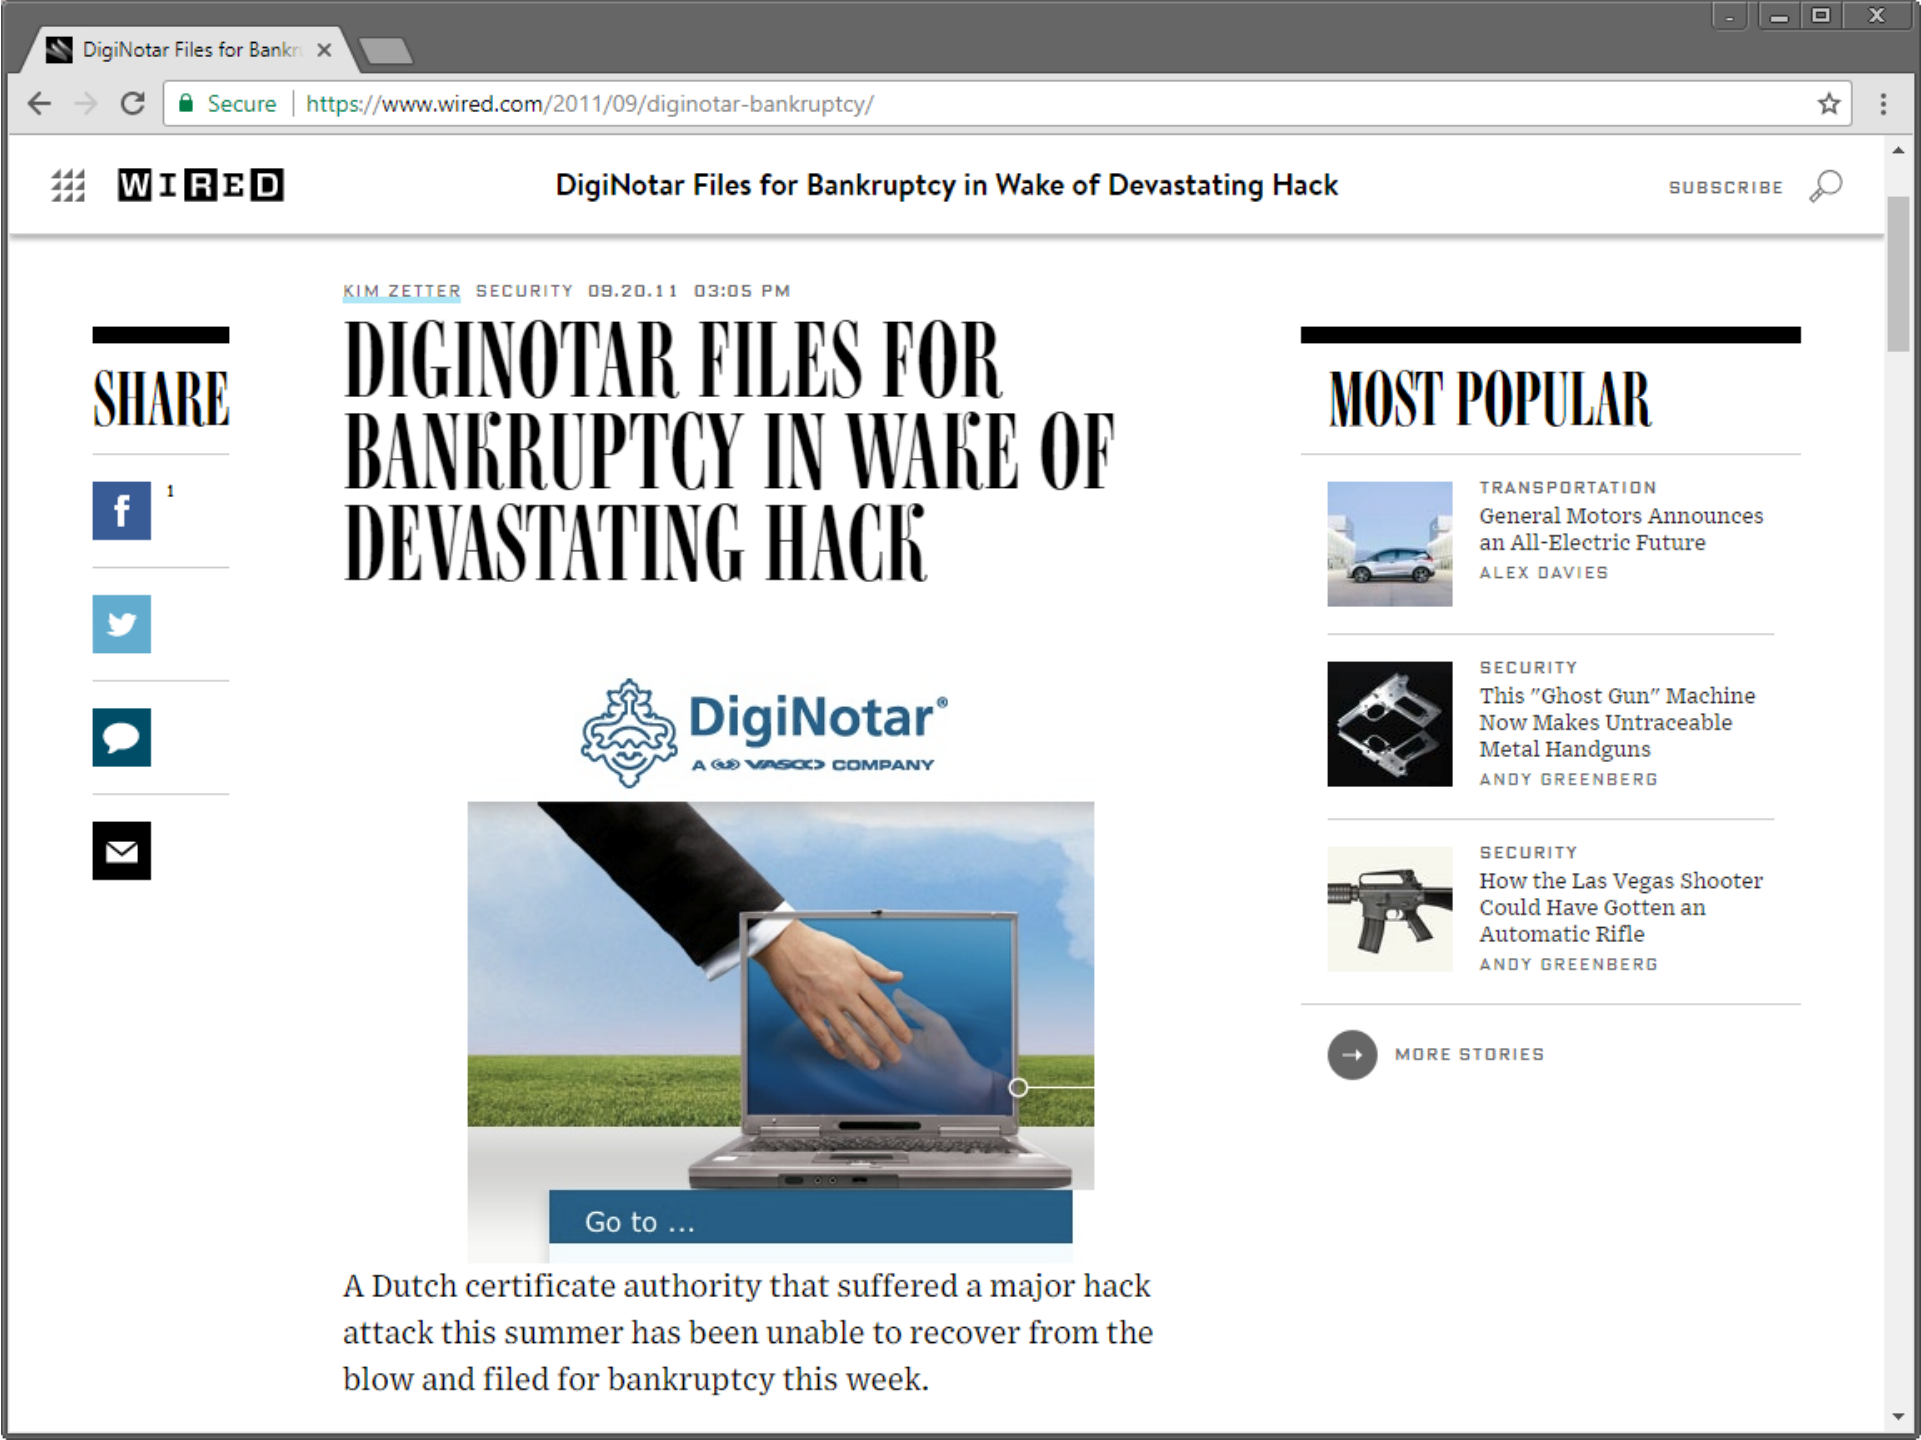 DigiNotar Files for Bankr
Secure
https://www.wired.com/2011/09/diginotar-bankruptcy/
WIRED
DigiNotar Files for Bankruptcy in Wake of Devastating Hack
SUBSCRIBE
KIM ZETTER SECURITY 09.20.11 03:05 PM
DIGINOTAR FILES FOR
BANKRUPTCY IN WAKE OF
DEVASTATING HACK
SHARE
1
DigiNotar®
A VASCO COMPANY
Go to ...
A Dutch certificate authority that suffered a major hack
attack this summer has been unable to recover from the
blow and filed for bankruptcy this week.
MOST POPULAR
TRANSPORTATION
General Motors Announces
an All-Electric Future
ALEX DAVIES
SECURITY
This "Ghost Gun" Machine
Now Makes Untraceable
Metal Handguns
ANDY GREENBERG
SECURITY
How the Las Vegas Shooter
Could Have Gotten an
Automatic Rifle
ANDY GREENBERG
MORE STORIES